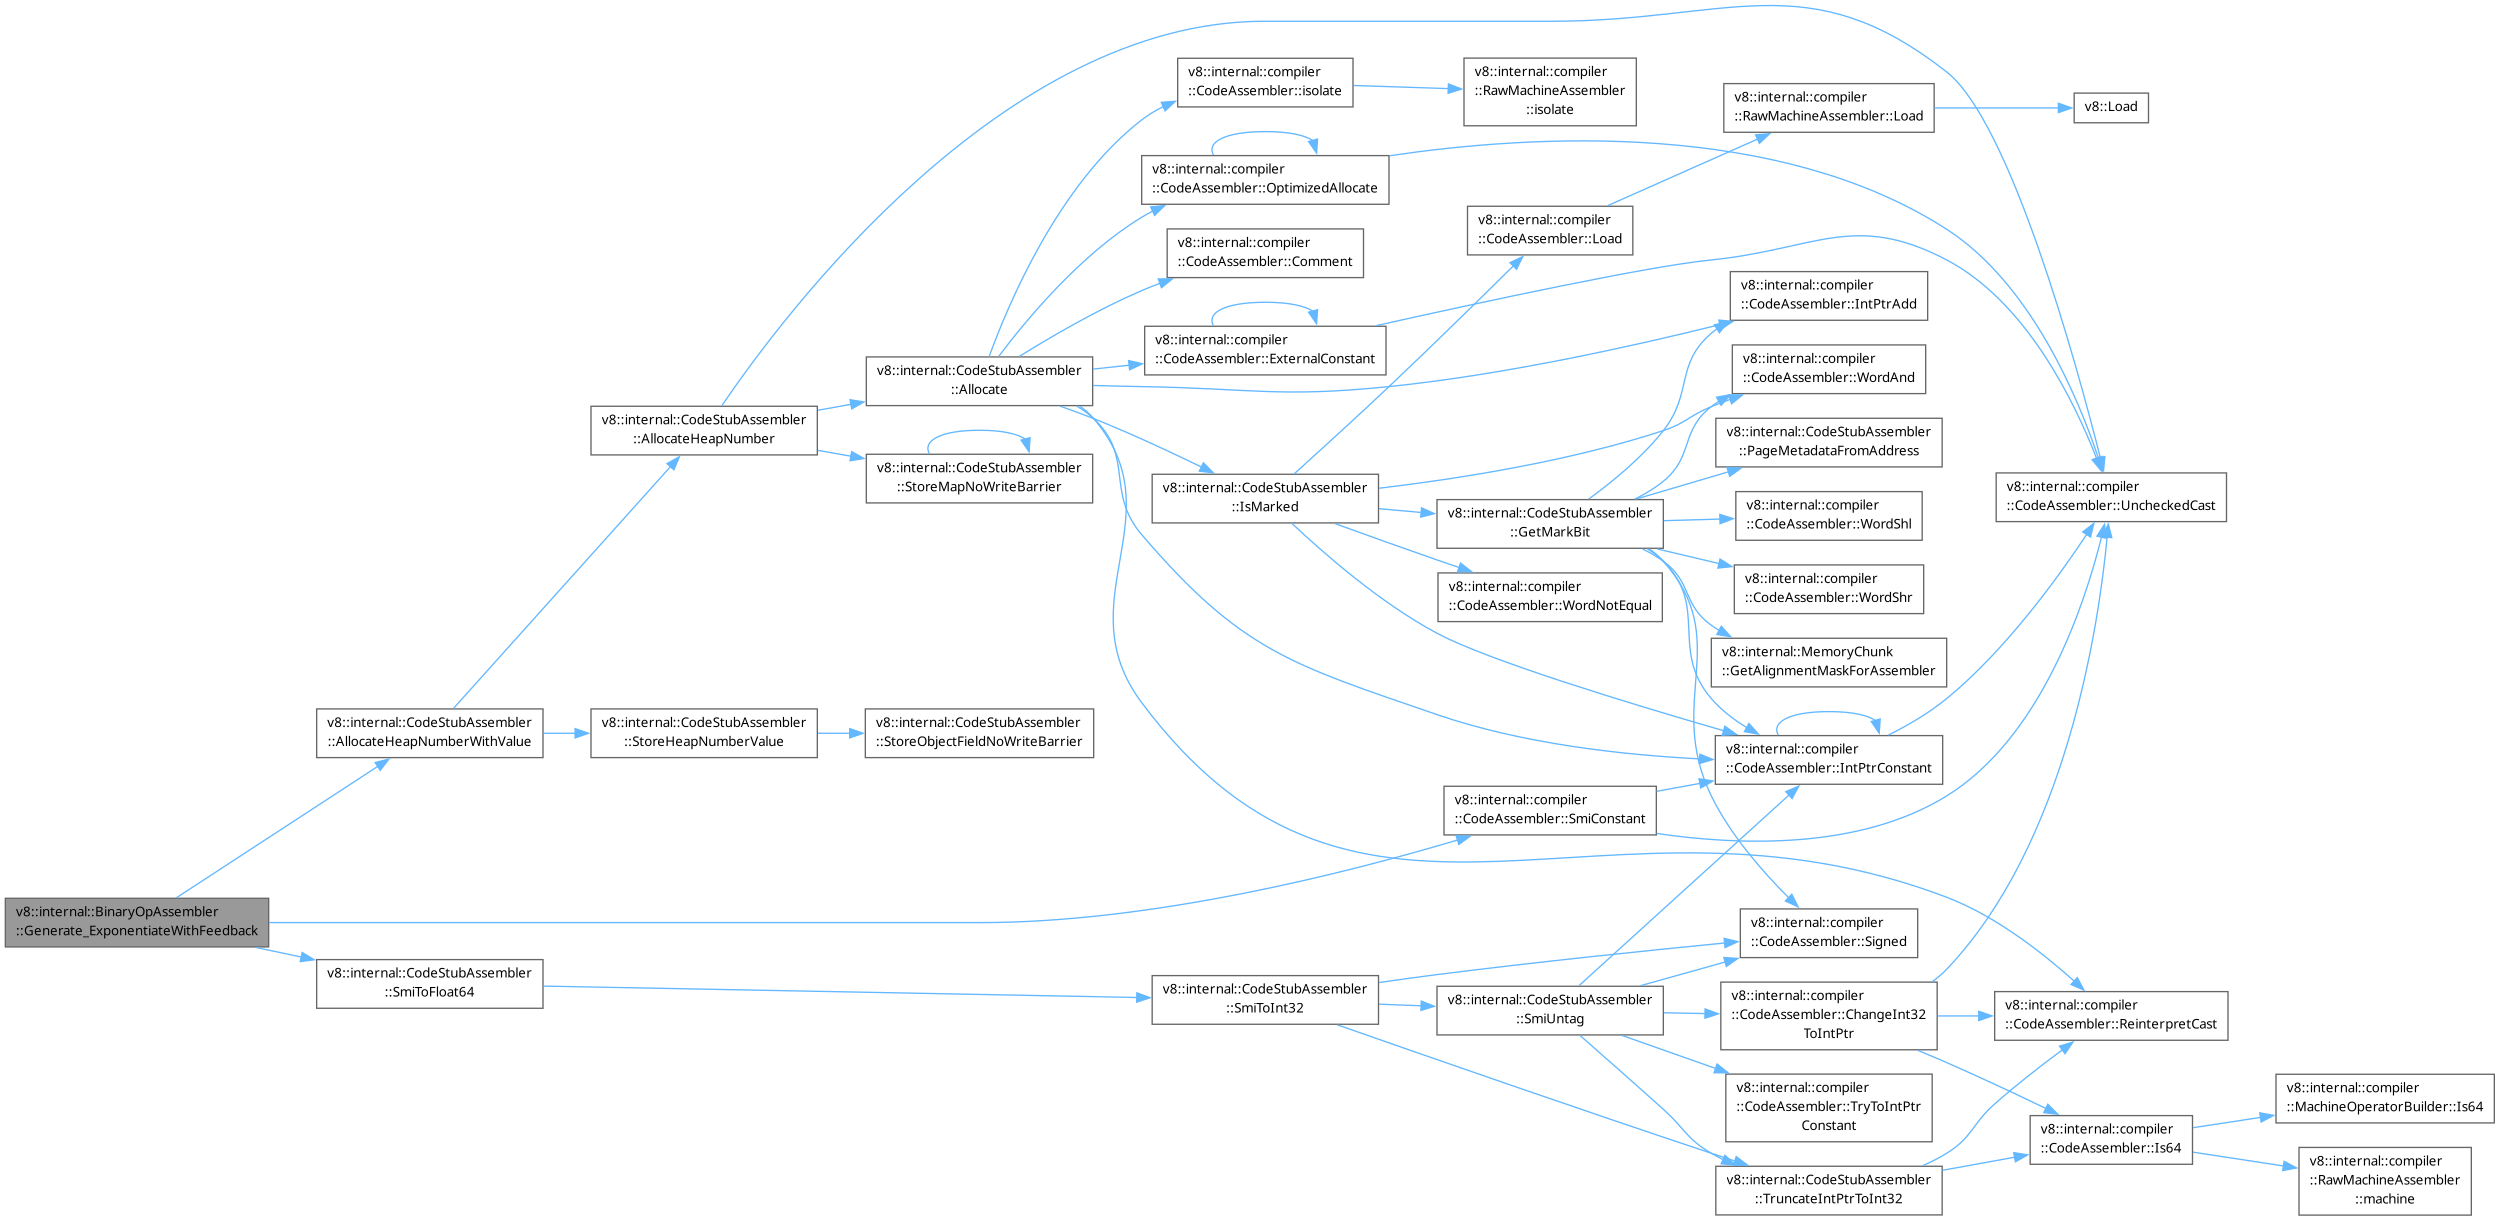 v8::internal::BinaryOpAssembler
::Generate_ExponentiateWithFeedback
v8::internal::CodeStubAssembler
::AllocateHeapNumberWithValue
v8::internal::CodeStubAssembler
::SmiToFloat64
v8::internal::CodeStubAssembler
::AllocateHeapNumber
v8::internal::CodeStubAssembler
::StoreHeapNumberValue
v8::internal::CodeStubAssembler
::Allocate
v8::internal::CodeStubAssembler
::StoreMapNoWriteBarrier
v8::internal::CodeStubAssembler
::StoreObjectFieldNoWriteBarrier
v8::internal::compiler
::CodeAssembler::isolate
v8::internal::compiler
::CodeAssembler::OptimizedAllocate
v8::internal::compiler
::CodeAssembler::Comment
v8::internal::compiler
::CodeAssembler::ExternalConstant
v8::internal::CodeStubAssembler
::IsMarked
v8::internal::CodeStubAssembler
::SmiToInt32
v8::internal::compiler
::RawMachineAssembler
::isolate
v8::internal::compiler
::CodeAssembler::Load
v8::internal::CodeStubAssembler
::GetMarkBit
v8::internal::compiler
::CodeAssembler::WordNotEqual
v8::internal::compiler
::CodeAssembler::SmiConstant
v8::internal::CodeStubAssembler
::SmiUntag
v8::internal::compiler
::RawMachineAssembler::Load
v8::internal::compiler
::CodeAssembler::IntPtrAdd
v8::internal::compiler
::CodeAssembler::WordAnd
v8::internal::CodeStubAssembler
::PageMetadataFromAddress
v8::internal::compiler
::CodeAssembler::WordShl
v8::internal::compiler
::CodeAssembler::WordShr
v8::internal::MemoryChunk
::GetAlignmentMaskForAssembler
v8::internal::compiler
::CodeAssembler::IntPtrConstant
v8::internal::compiler
::CodeAssembler::Signed
v8::internal::compiler
::CodeAssembler::ChangeInt32
ToIntPtr
v8::internal::compiler
::CodeAssembler::TryToIntPtr
Constant
v8::internal::CodeStubAssembler
::TruncateIntPtrToInt32
v8::Load
v8::internal::compiler
::CodeAssembler::UncheckedCast
v8::internal::compiler
::CodeAssembler::ReinterpretCast
v8::internal::compiler
::CodeAssembler::Is64
v8::internal::compiler
::MachineOperatorBuilder::Is64
v8::internal::compiler
::RawMachineAssembler
::machine